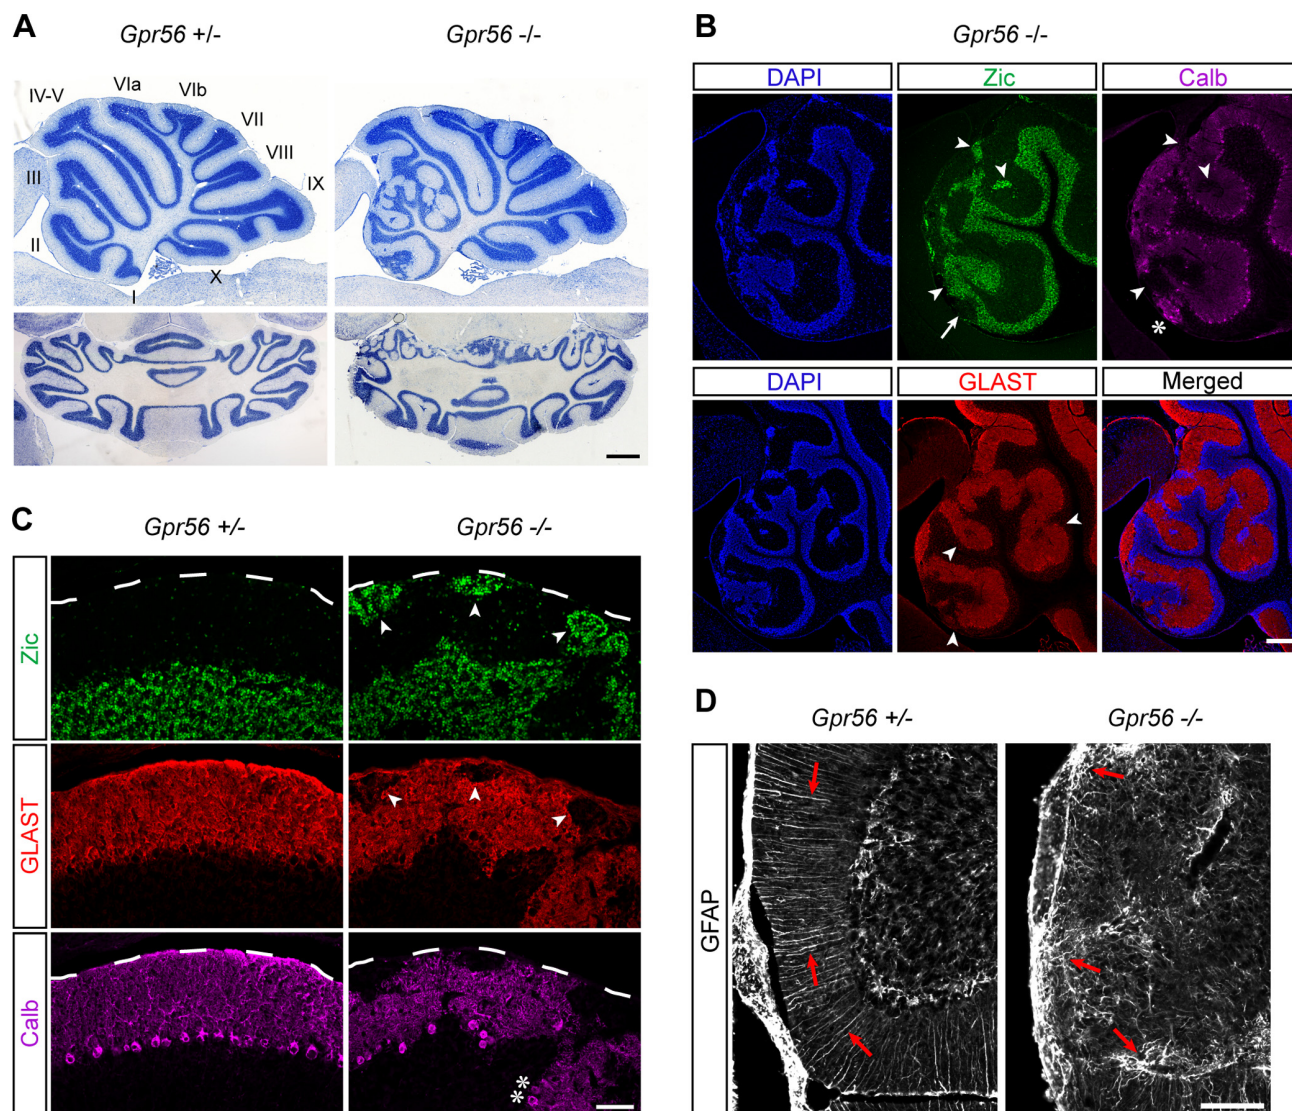 A
Gpr56 +/-
Gpr56 -/-
IV-V
VIa
VIb
VII
VIII
IX
III
II
X
I
B
Gpr56 -/-
DAPI
Zic
Calb
*
DAPI
GLAST
Merged
C
Gpr56 +/-
Gpr56 -/-
Zic
GLAST
Calb
**
D
Gpr56 +/-
Gpr56 -/-
GFAP